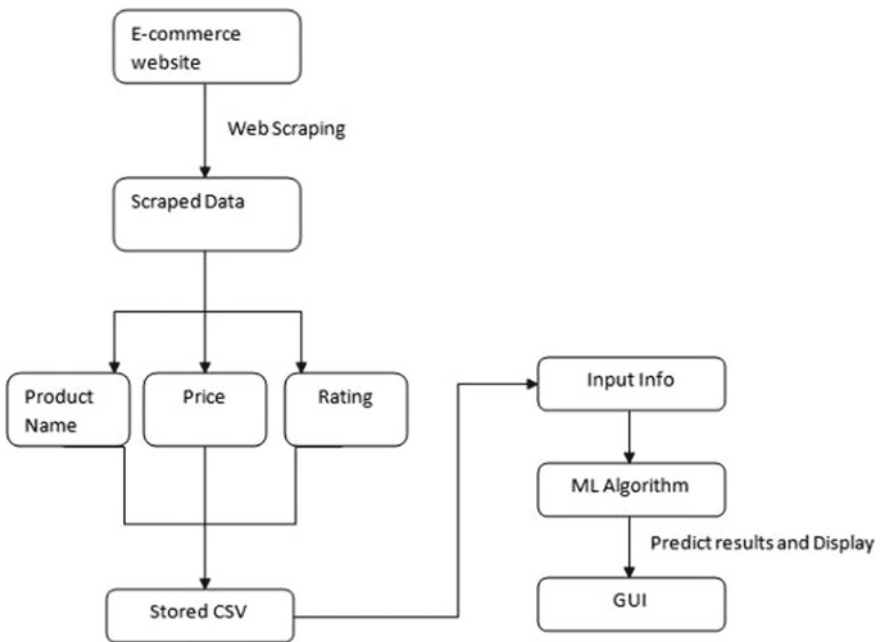 E-commerce
website
Web Scraping
Scraped Data
Product
Name
Price
Rating
Stored CSV
Input Info
ML Algorithm
Predict results and Display
GUI